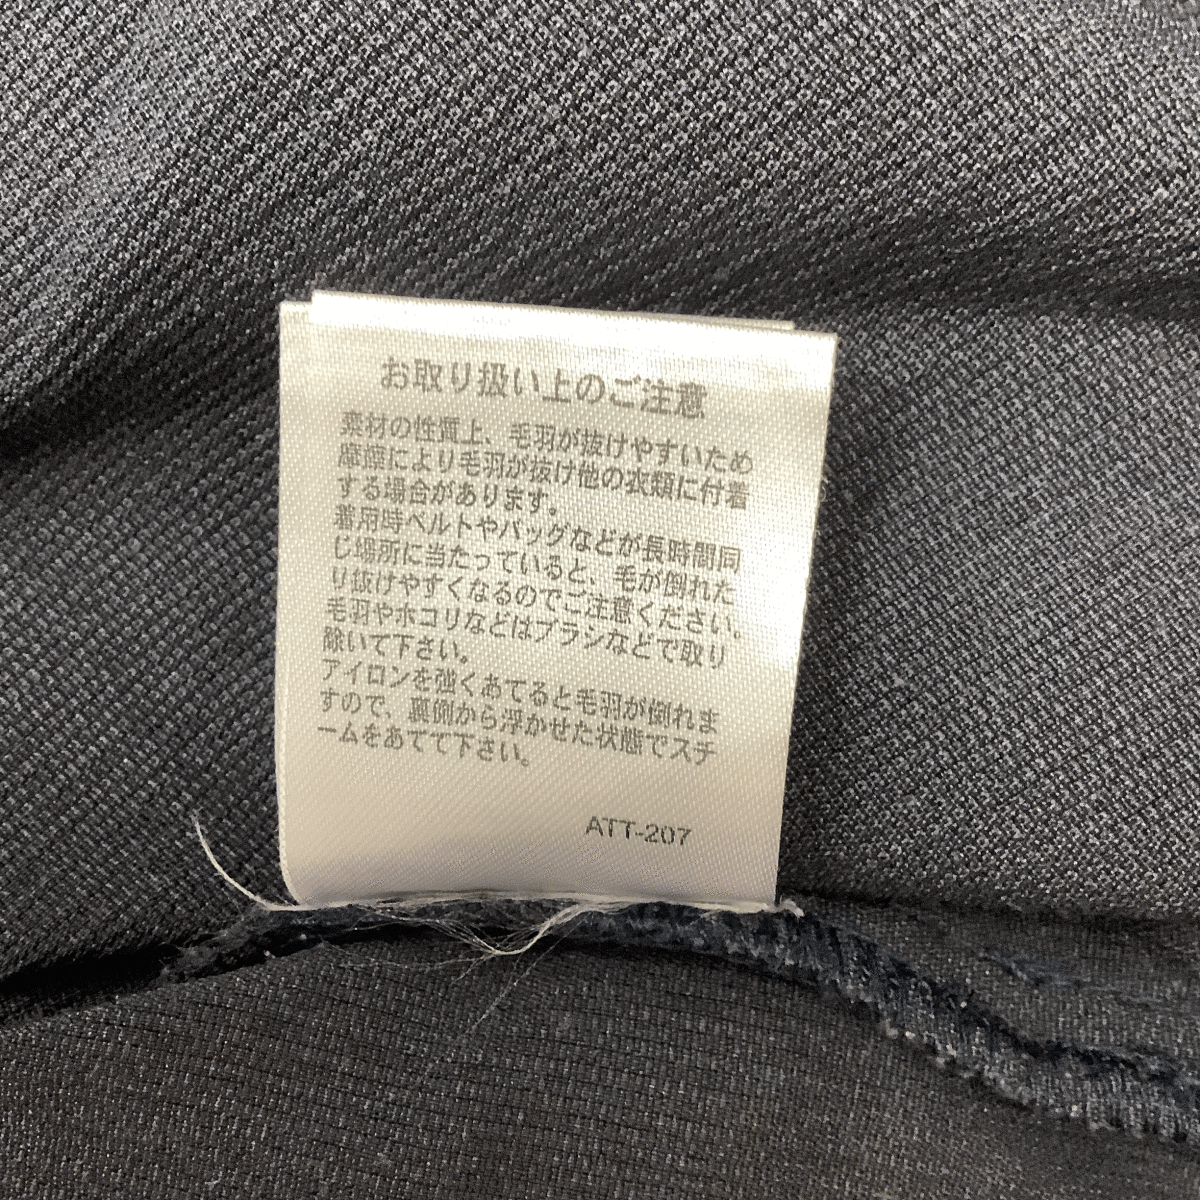 お取り扱い上のご注意
素材の性質上、毛羽が抜けやすいため
摩擦により毛羽が抜け他の衣類に付着
する場合があります。
着用時ベルトやバッグなどが長時間同
じ場所に当たっていると、毛が倒れた
り抜けやすくなるのでご注意ください。
毛羽やホコリなどはブラシなどで取り
除いて下さい。
アイロンを強くあてると毛羽が倒れま
すので、裏側から浮かせた状態でスチ
ームをあてて下さい。
ATT-207